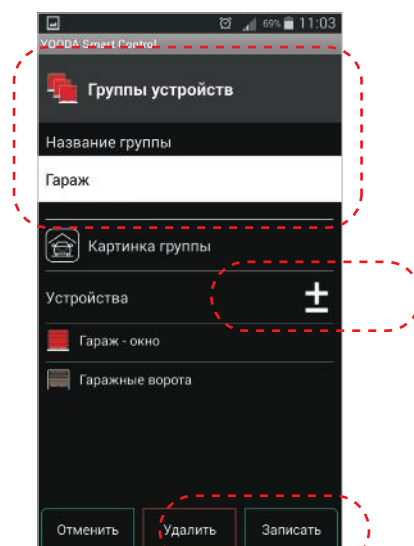 69% 11:03
YOODA Smart Control
Группы устройств
Название группы
Гараж
Картинка группы
Устройства
Гараж - окно
Гаражные ворота
Отменить Удалить Записать